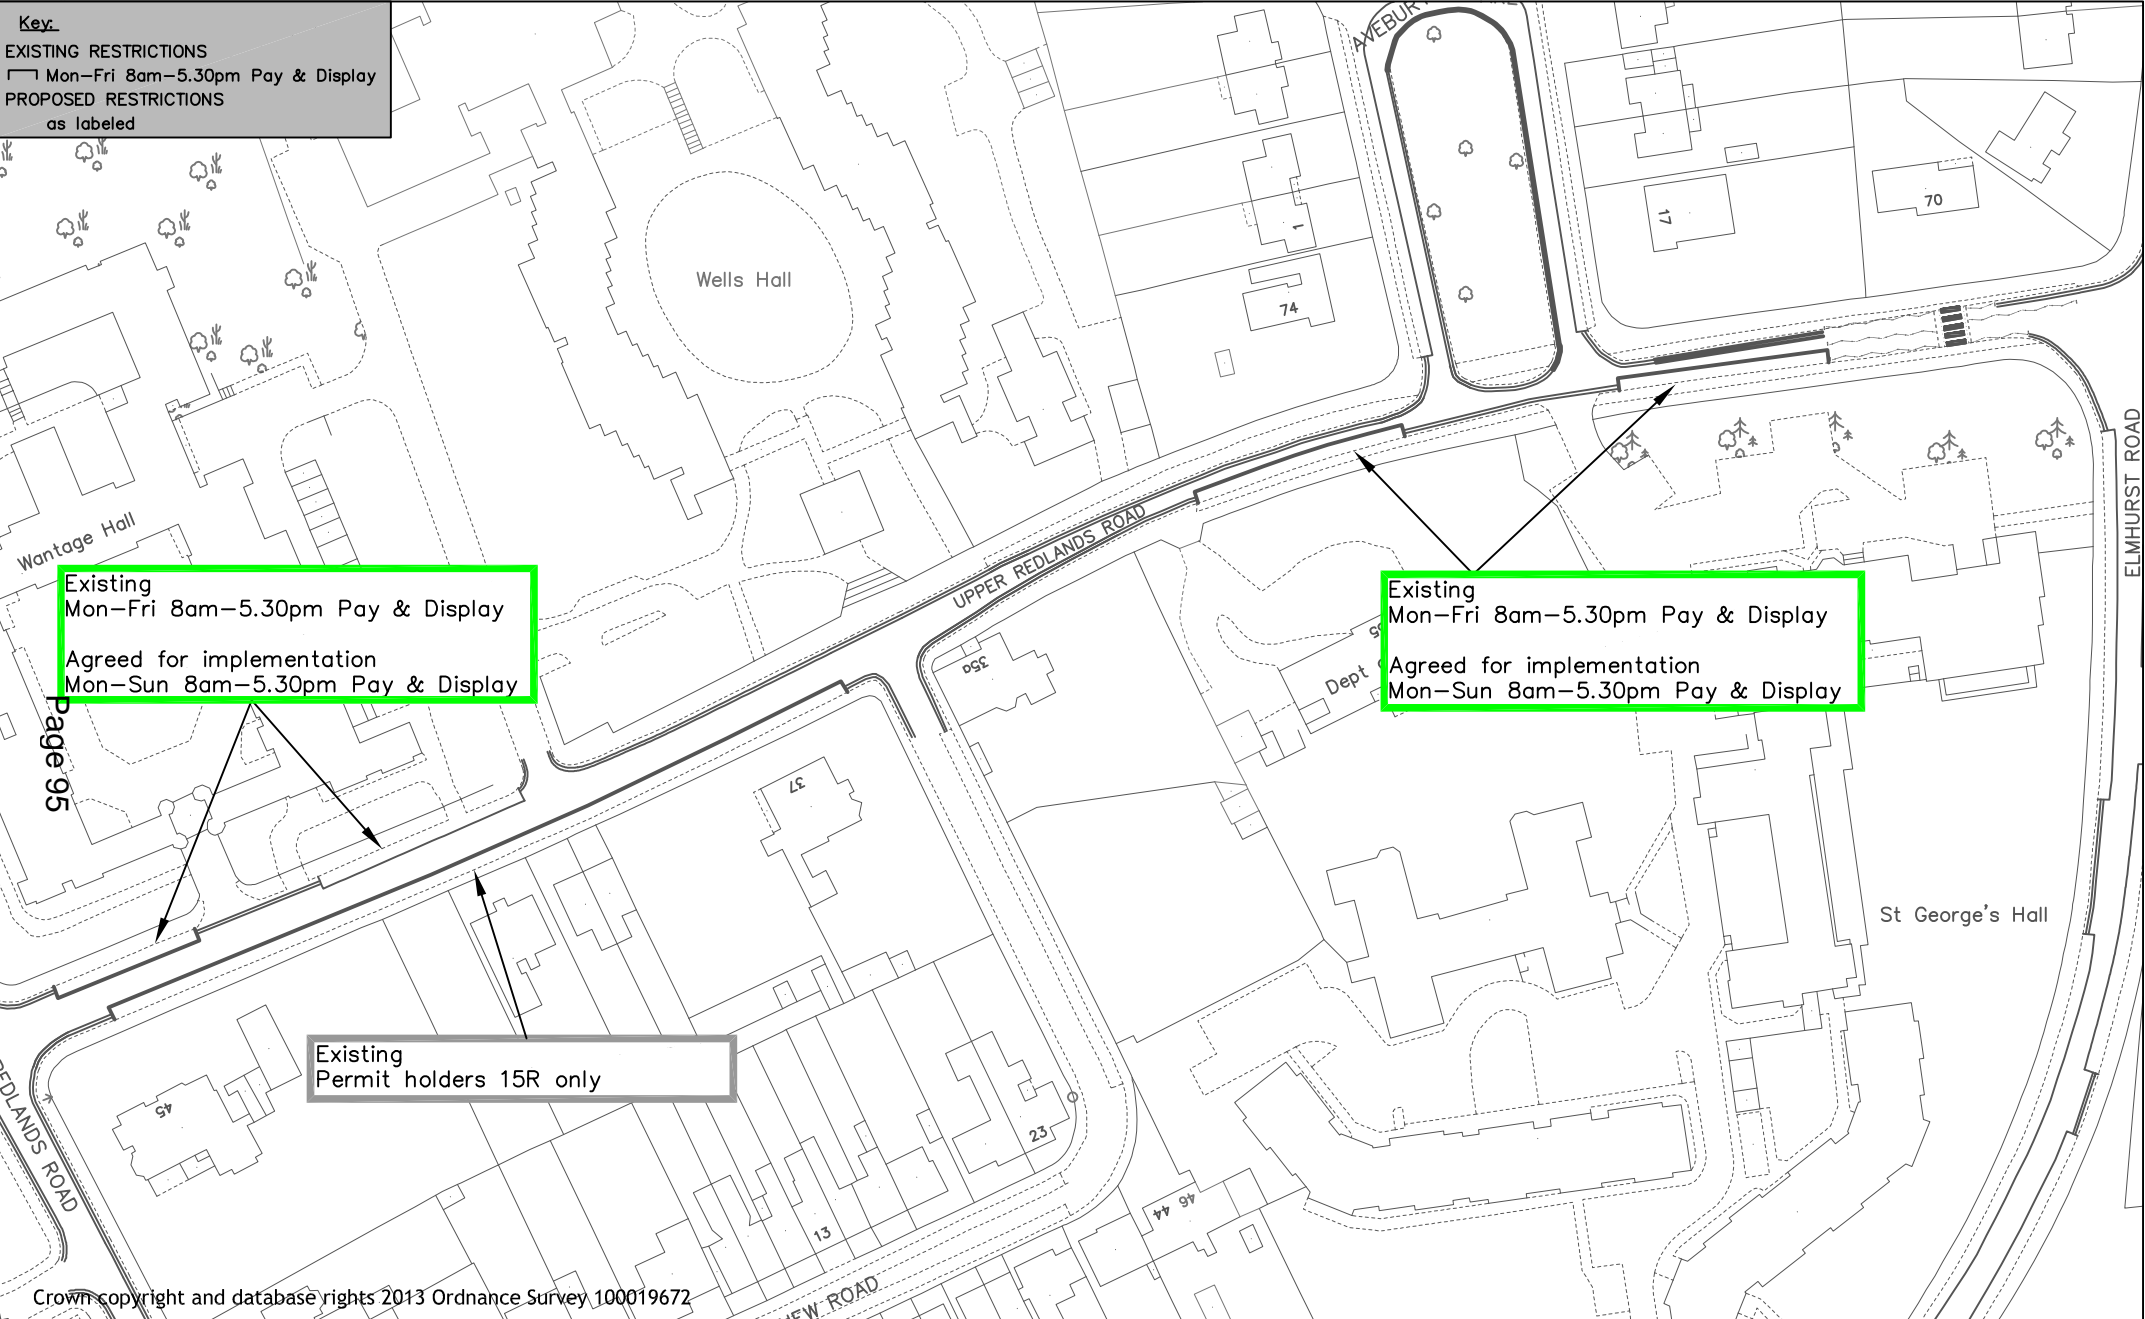 Key:
EXISTING RESTRICTIONS
Mon-Fri 8am-5.30pm Pay & Display
PROPOSED RESTRICTIONS
as labeled
Wells Hall
1
74
17
70
ELMHURST ROAD
Wantage Hall
UPPER REDLANDS ROAD
Existing
Mon-Fri 8am-5.30pm Pay & Display
Agreed for implementation
Mon-Sun 8am-5.30pm Pay & Display
Existing
Mon-Fri 8am-5.30pm Pay & Display
Agreed for implementation
Mon-Sun 8am-5.30pm Pay & Display
35a
Dept
Page 95
37
St George's Hall
Existing
Permit holders 15R only
45
23
46
44
13
ROAD
ROAD
Crown copyright and database rights 2013 Ordnance Survey 100019672